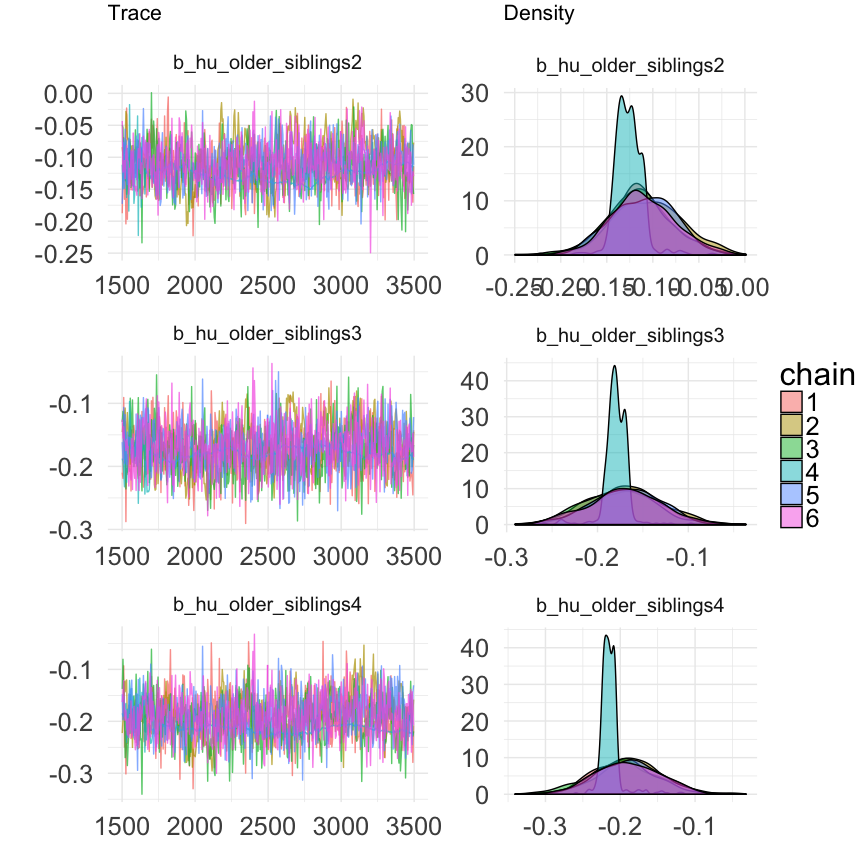 Trace
Density
b_hu_older_siblings2
0.00
-0.05
-0.10
-0.15
-0.20
-0.25
1500 2000 2500 3000 3500
b_hu_older_siblings2
30
20
10
0
-0.25 -0.20 -0.15 -0.10 -0.05 0.00
b_hu_older_siblings3
-0.1
-0.2
-0.3
1500 2000 2500 3000 3500
b_hu_older_siblings3
40
30
20
10
0
-0.3 -0.2 -0.1
b_hu_older_siblings4
-0.1
-0.2
-0.3
1500 2000 2500 3000 3500
b_hu_older_siblings4
40
30
20
10
0
-0.3 -0.2 -0.1
chain
1
2
3
4
5
6